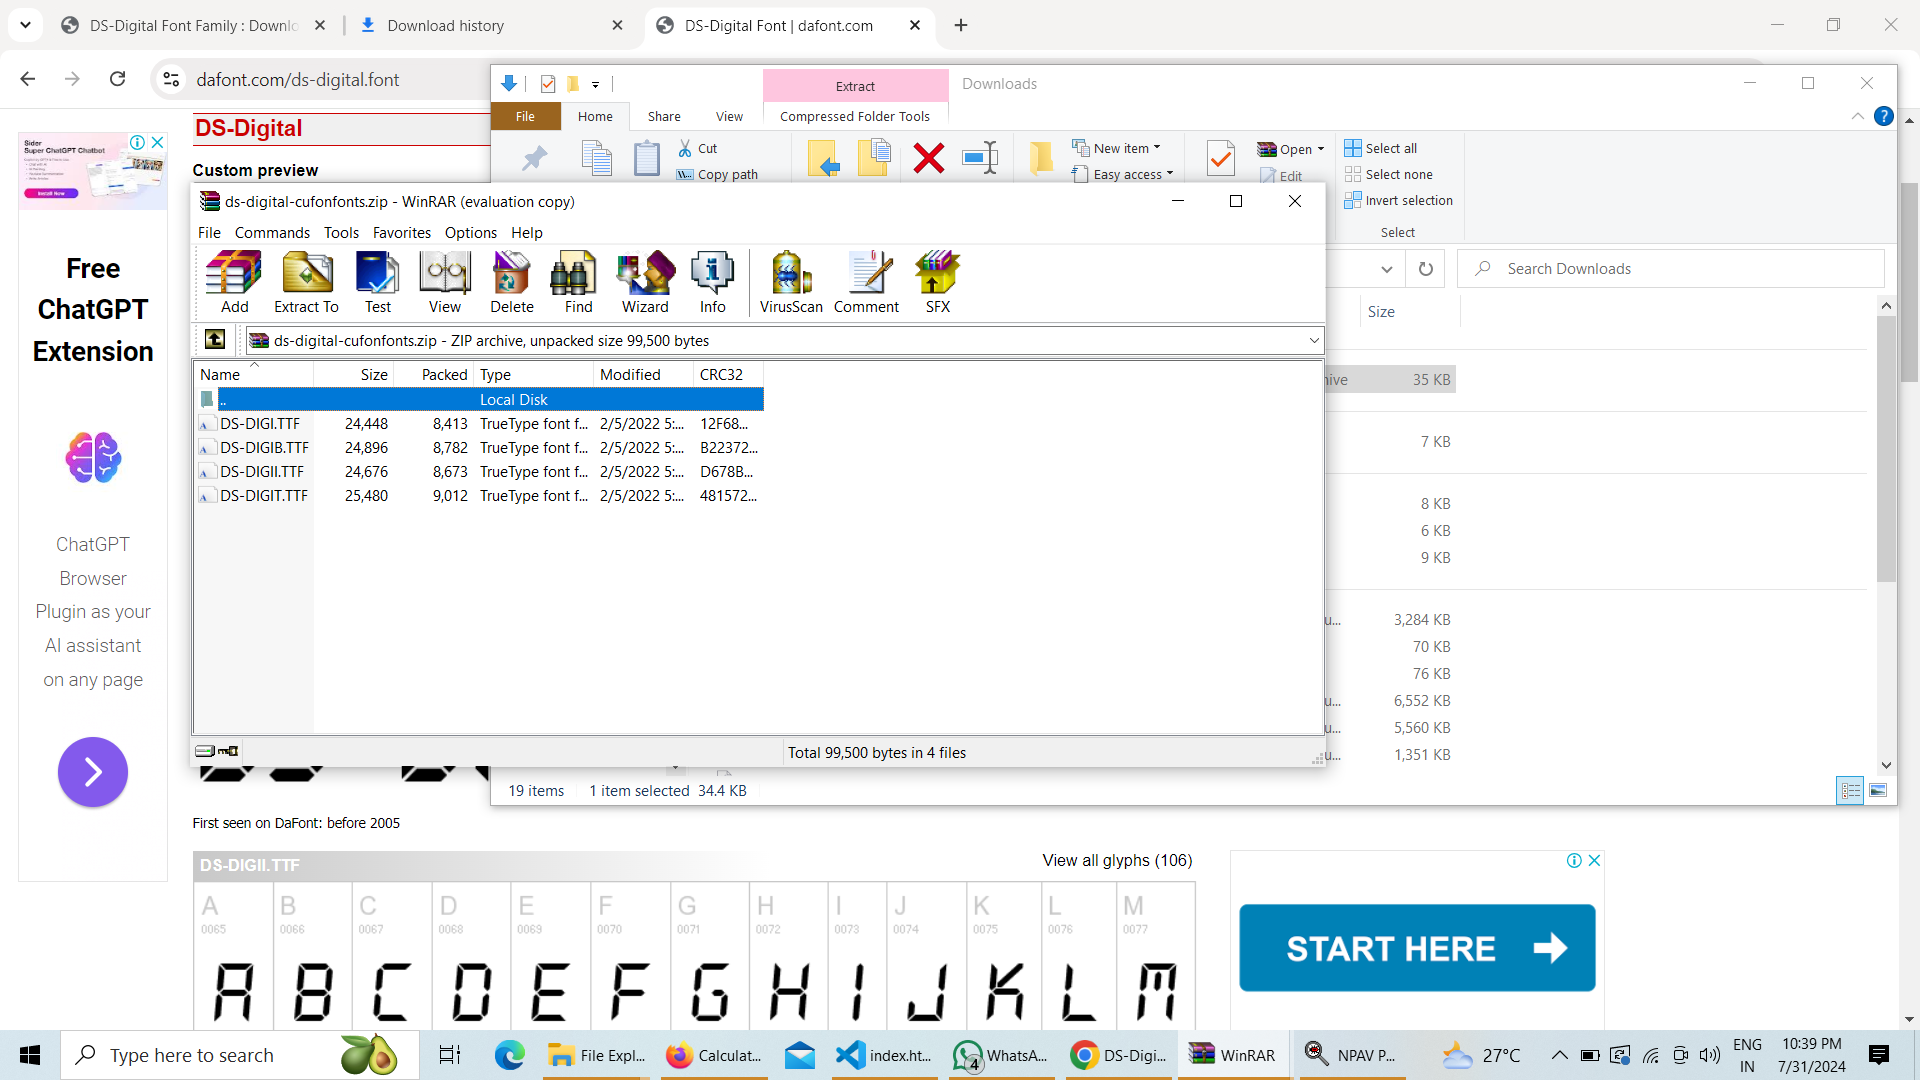 DS-Digital Font Family : Downlo
Download history
DS-Digital Font | dafont.com
dafont.com/ds-digital.font
Extract
Downloads
File
Home
Share
View
Compressed Folder Tools
Cut
Copy path
New item
Easy access
Open
Edit
Select all
Select none
Invert selection
Select
Search Downloads
Size
hive 35 KB
7 KB
8 KB
6 KB
9 KB
u... 3,284 KB
70 KB
76 KB
u... 6,552 KB
u... 5,560 KB
u... 1,351 KB
19 items 1 item selected 34.4 KB
DS-Digital
Custom preview
Sider
Super ChatGPT Chatbot
Install Now
Free
ChatGPT
Extension
ChatGPT
Browser
Plugin as your
AI assistant
on any page
ds-digital-cufonfonts.zip - WinRAR (evaluation copy)
File Commands Tools Favorites Options Help
Add Extract To Test View Delete Find Wizard Info VirusScan Comment SFX
ds-digital-cufonfonts.zip - ZIP archive, unpacked size 99,500 bytes
Name Size Packed Type Modified CRC32
.. Local Disk
DS-DIGI.TTF 24,448 8,413 TrueType font f... 2/5/2022 5:... 12F68...
DS-DIGIB.TTF 24,896 8,782 TrueType font f... 2/5/2022 5:... B22372...
DS-DIGII.TTF 24,676 8,673 TrueType font f... 2/5/2022 5:... D678B...
DS-DIGIT.TTF 25,480 9,012 TrueType font f... 2/5/2022 5:... 481572...
Total 99,500 bytes in 4 files
First seen on DaFont: before 2005
DS-DIGII.TTF
View all glyphs (106)
A B C D E F G H I J K L M
0065 0066 0067 0068 0069 0070 0071 0072 0073 0074 0075 0076 0077
A B C D E F G H I J K L M
START HERE
Type here to search
File Expl...
Calculat...
index.ht...
4
WhatsA...
DS-Digi...
WinRAR
NPAV P...
27°C
ENG
IN
10:39 PM
7/31/2024